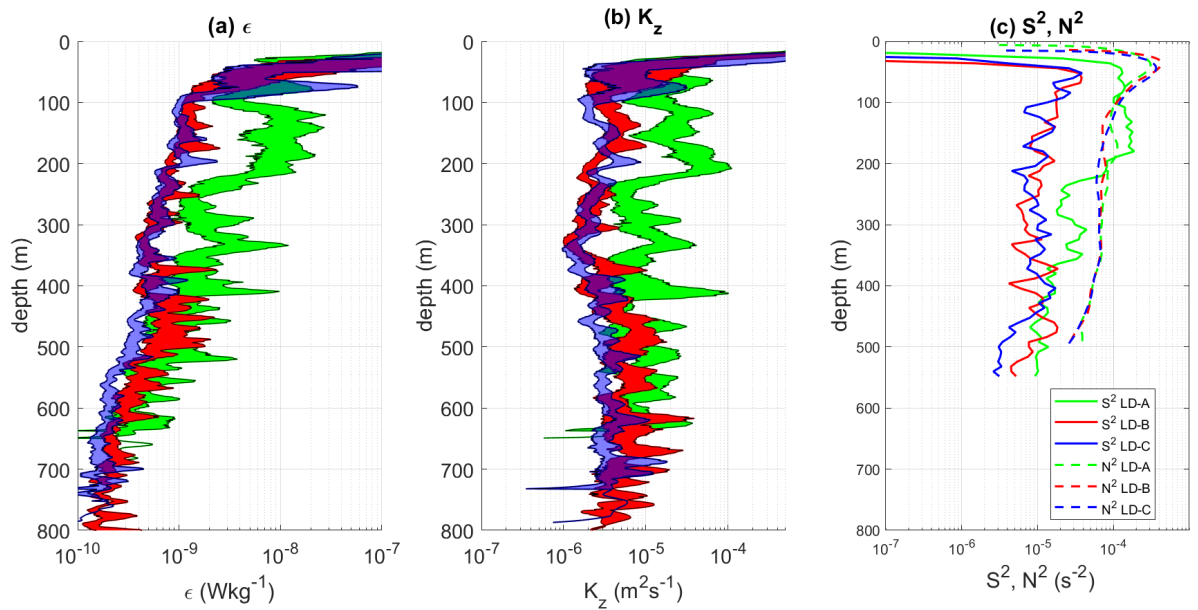 (a) ϵ
0
100
200
300
400
500
600
700
800
depth (m)
10⁻¹⁰
10⁻⁹
10⁻⁸
10⁻⁷
ϵ (Wkg⁻¹)
(b) K_z
0
100
200
300
400
500
600
700
800
depth (m)
10⁻⁷
10⁻⁶
10⁻⁵
10⁻⁴
K_z (m²s⁻¹)
(c) S², N²
0
100
200
300
400
500
600
700
800
depth (m)
10⁻⁷
10⁻⁶
10⁻⁵
10⁻⁴
S², N² (s⁻²)
S² LD-A
S² LD-B
S² LD-C
N² LD-A
N² LD-B
N² LD-C